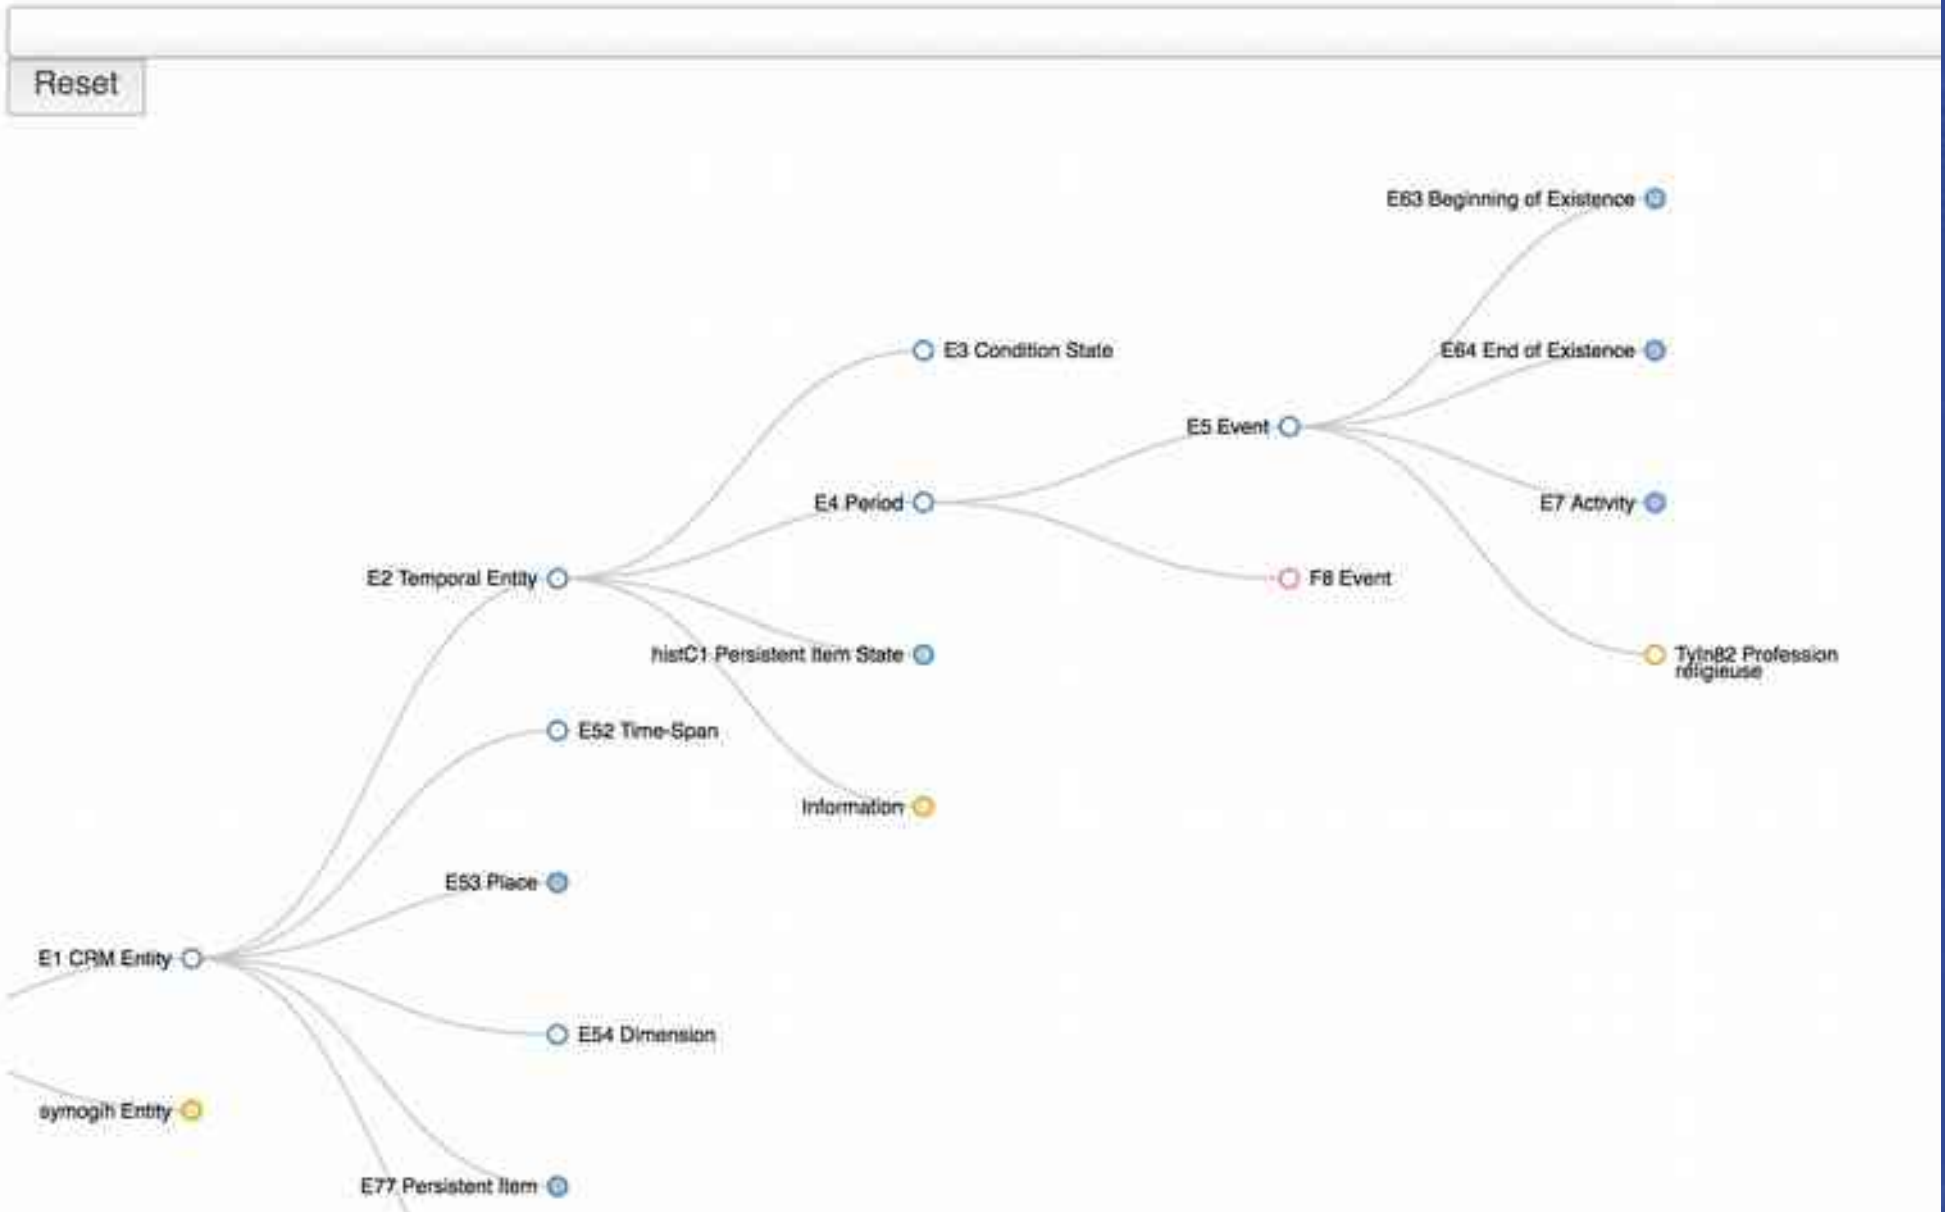 Reset
E63 Beginning of Existence
E3 Condition State
E64 End of Existence
E5 Event
E4 Period
E7 Activity
E2 Temporal Entity
F8 Event
histC1 Persistent Item State
TyIn82 Profession
religieuse
E52 Time-Span
Information
E53 Place
E1 CRM Entity
E54 Dimension
symogih Entity
E77 Persistent Item